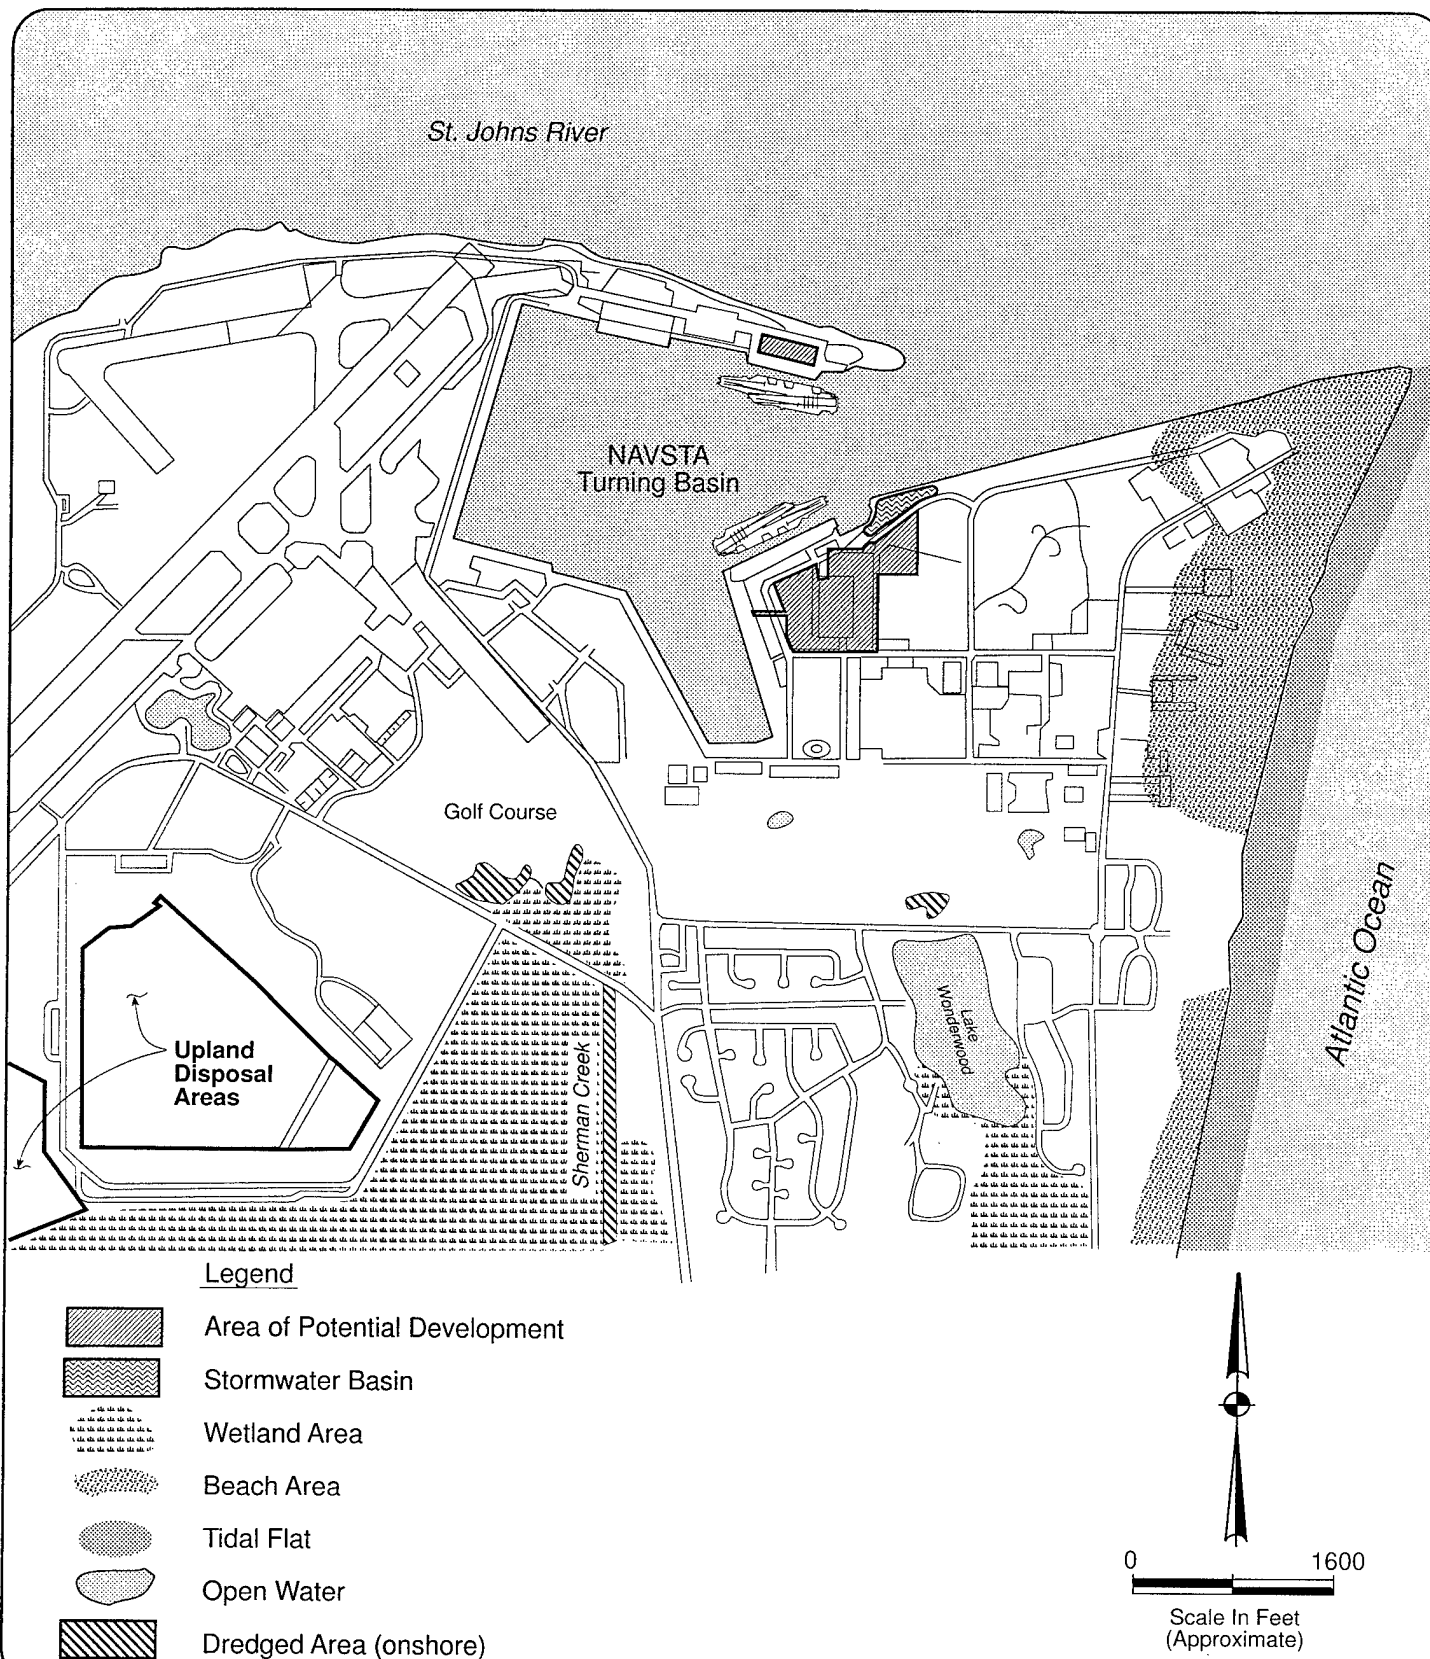 St. Johns River
NAVSTA
Turning Basin
Golf Course
Atlantic Ocean
Lake
Wonderwood
Upland
Disposal
Areas
Sherman Creek
Legend
Area of Potential Development
Stormwater Basin
Wetland Area
Beach Area
Tidal Flat
Open Water
Dredged Area (onshore)
0 1600
Scale In Feet
(Approximate)